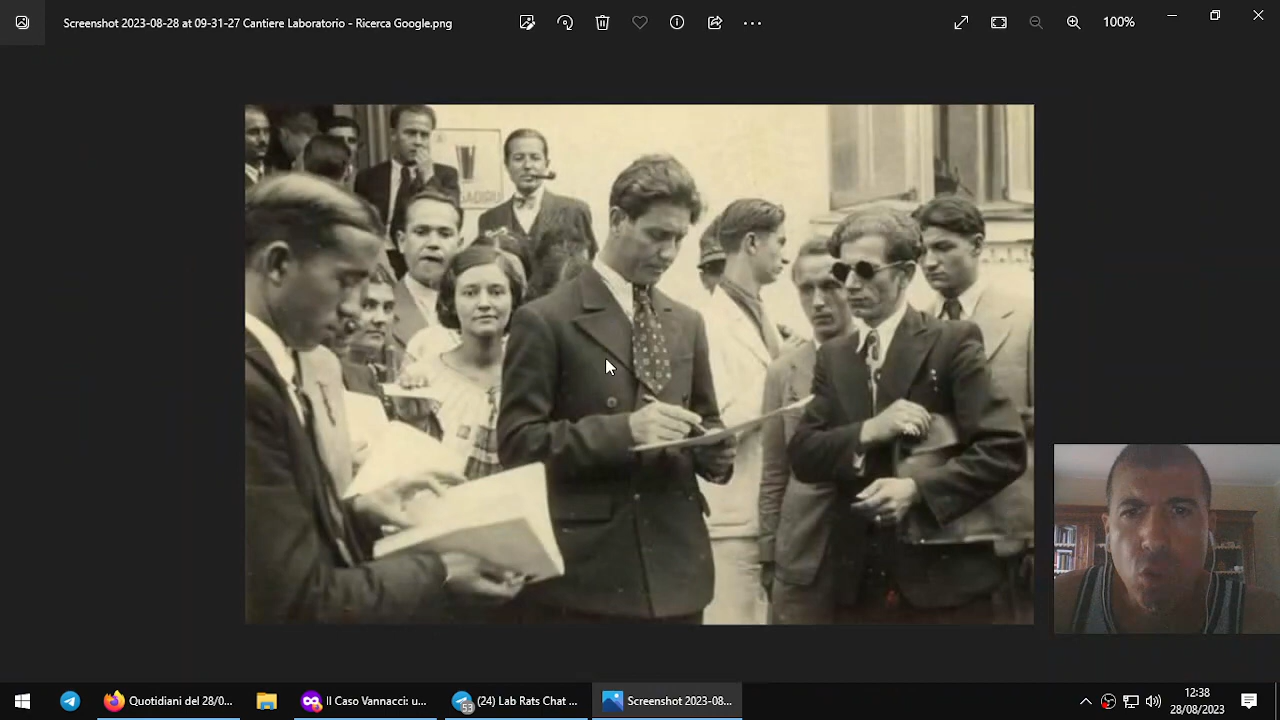 Screenshot 2023-08-28 at 09-31-27 Cantiere Laboratorio - Ricerca Google.png
100%
Quotidiani del 28/0...
Il Caso Vannacci: u...
53
(24) Lab Rats Chat ...
Screenshot 2023-08...
12:38
28/08/2023